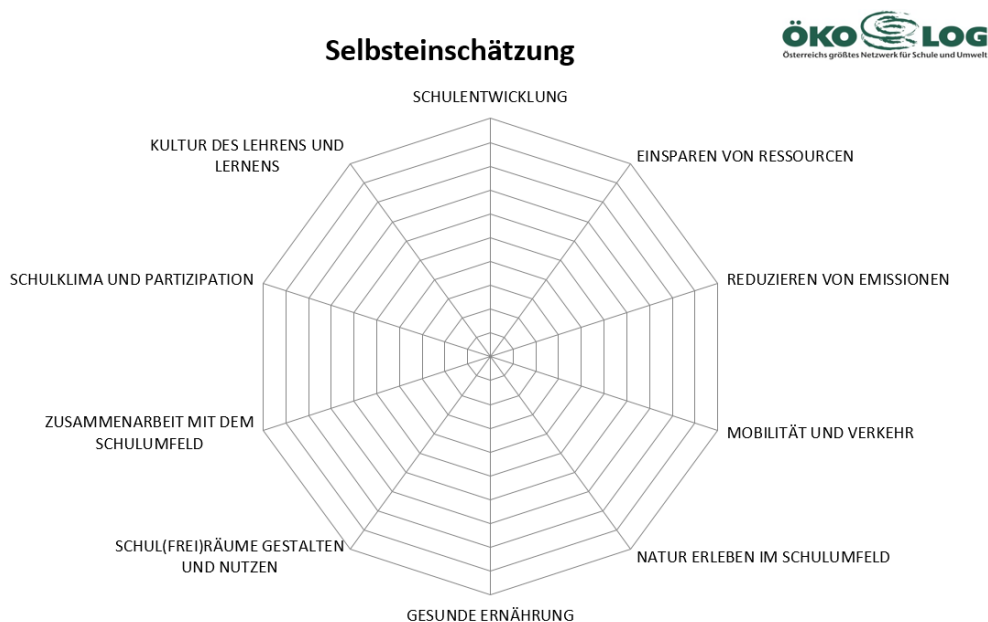 Selbsteinschätzung
ÖKO LOG
Österreichs größtes Netzwerk für Schule und Umwelt
SCHULENTWICKLUNG
EINSPAREN VON RESSOURCEN
REDUZIEREN VON EMISSIONEN
MOBILITÄT UND VERKEHR
NATUR ERLEBEN IM SCHULUMFELD
GESUNDE ERNÄHRUNG
SCHUL(FREI)RÄUME GESTALTEN
UND NUTZEN
ZUSAMMENARBEIT MIT DEM
SCHULUMFELD
SCHULKLIMA UND PARTIZIPATION
KULTUR DES LEHRENS UND
LERNENS